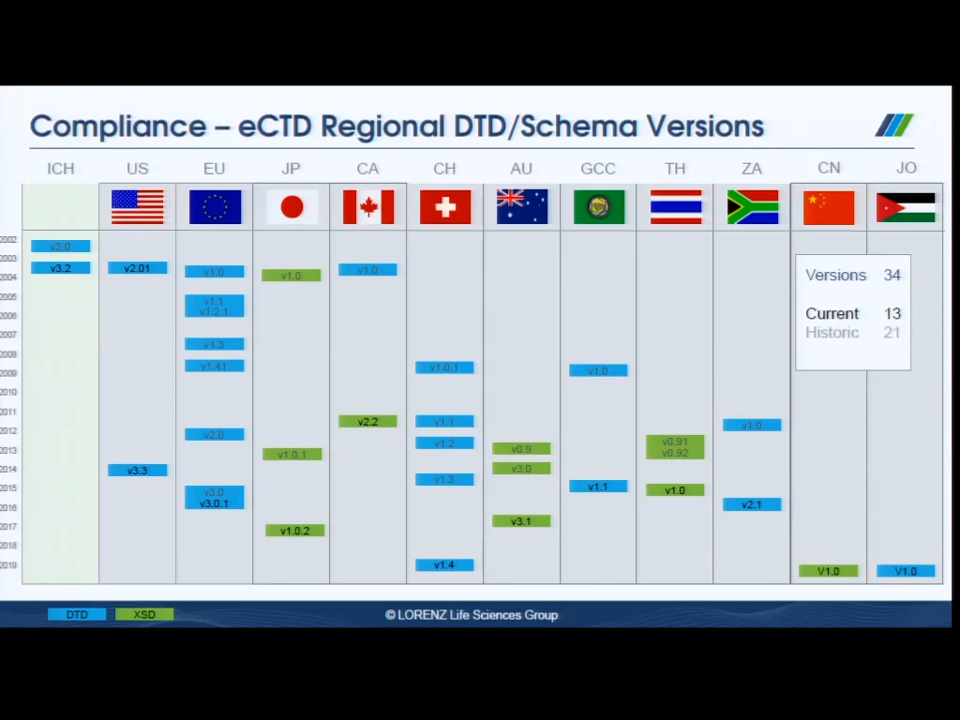 Compliance – eCTD Regional DTD/Schema Versions
ICH US EU JP CA CH AU GCC TH ZA CN JO
2002
v3.0
2003
v3.2 v2.01 v1.0 v1.0 v1.0
2004
Versions 34
2005
v1.1
v1.2.1
2006
Current 13
2007
Historic 21
v1.3
2008
v1.41 v1.0.1 v1.0
2009
2010
2011
v2.2 v1.1 v1.0
2012
v2.0 v1.2 v0.91
2013
v1.0.1 v0.9 v0.92
2014
v3.3 v3.0
v1.3
2015
v3.0 v1.1 v1.0
2016
v3.0.1 v2.1
2017
v1.0.2 v3.1
2018
2019
v1.4 V1.0 V1.0
DTD XSD © LORENZ Life Sciences Group